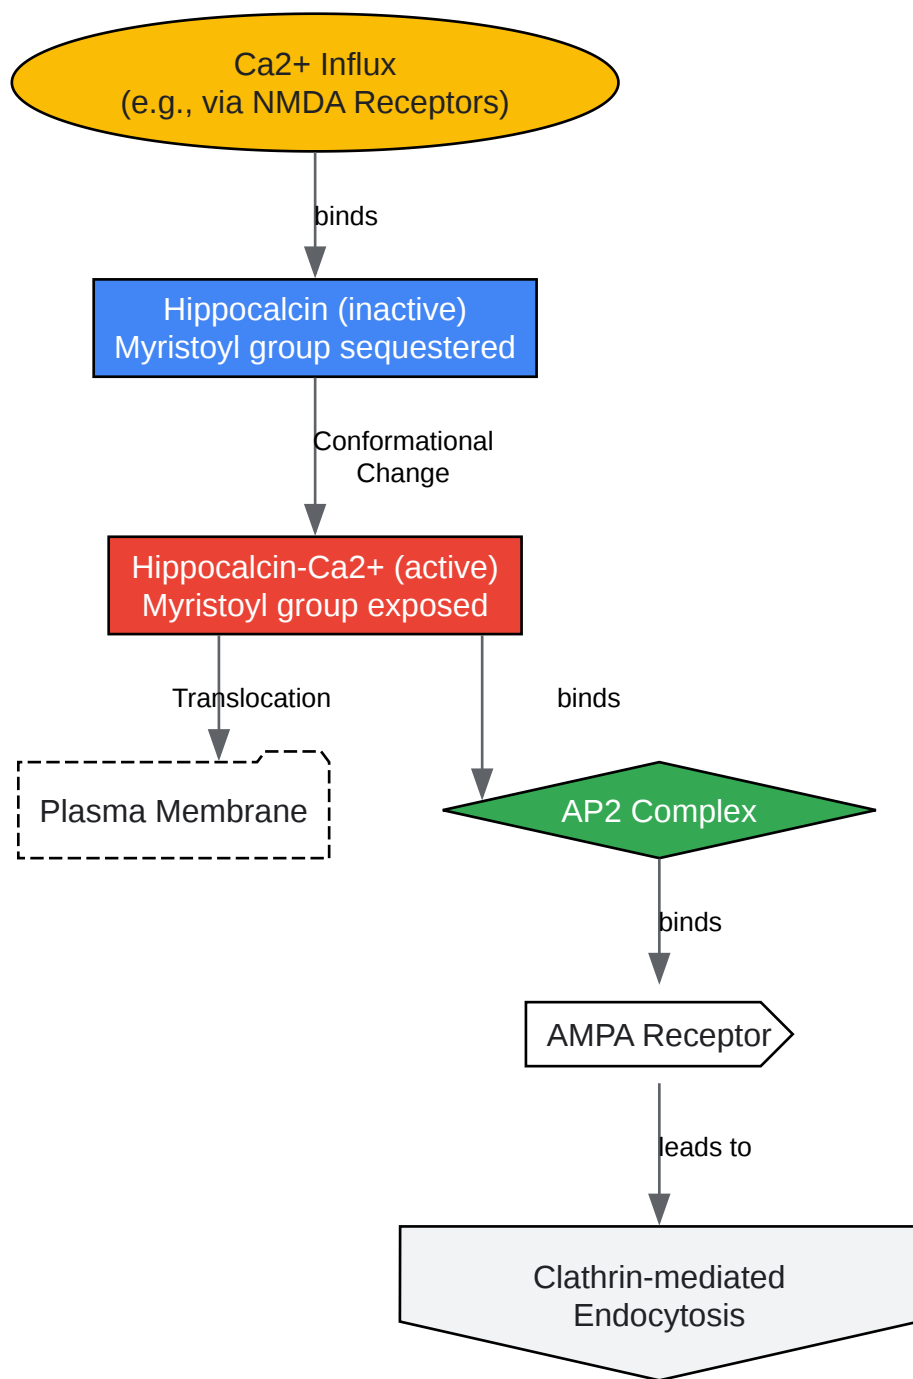 Ca2+ Influx
(e.g., via NMDA Receptors)
binds
Hippocalcin (inactive)
Myristoyl group sequestered
Conformational
Change
Hippocalcin-Ca2+ (active)
Myristoyl group exposed
Translocation
binds
Plasma Membrane
AP2 Complex
binds
AMPA Receptor
leads to
Clathrin-mediated
Endocytosis